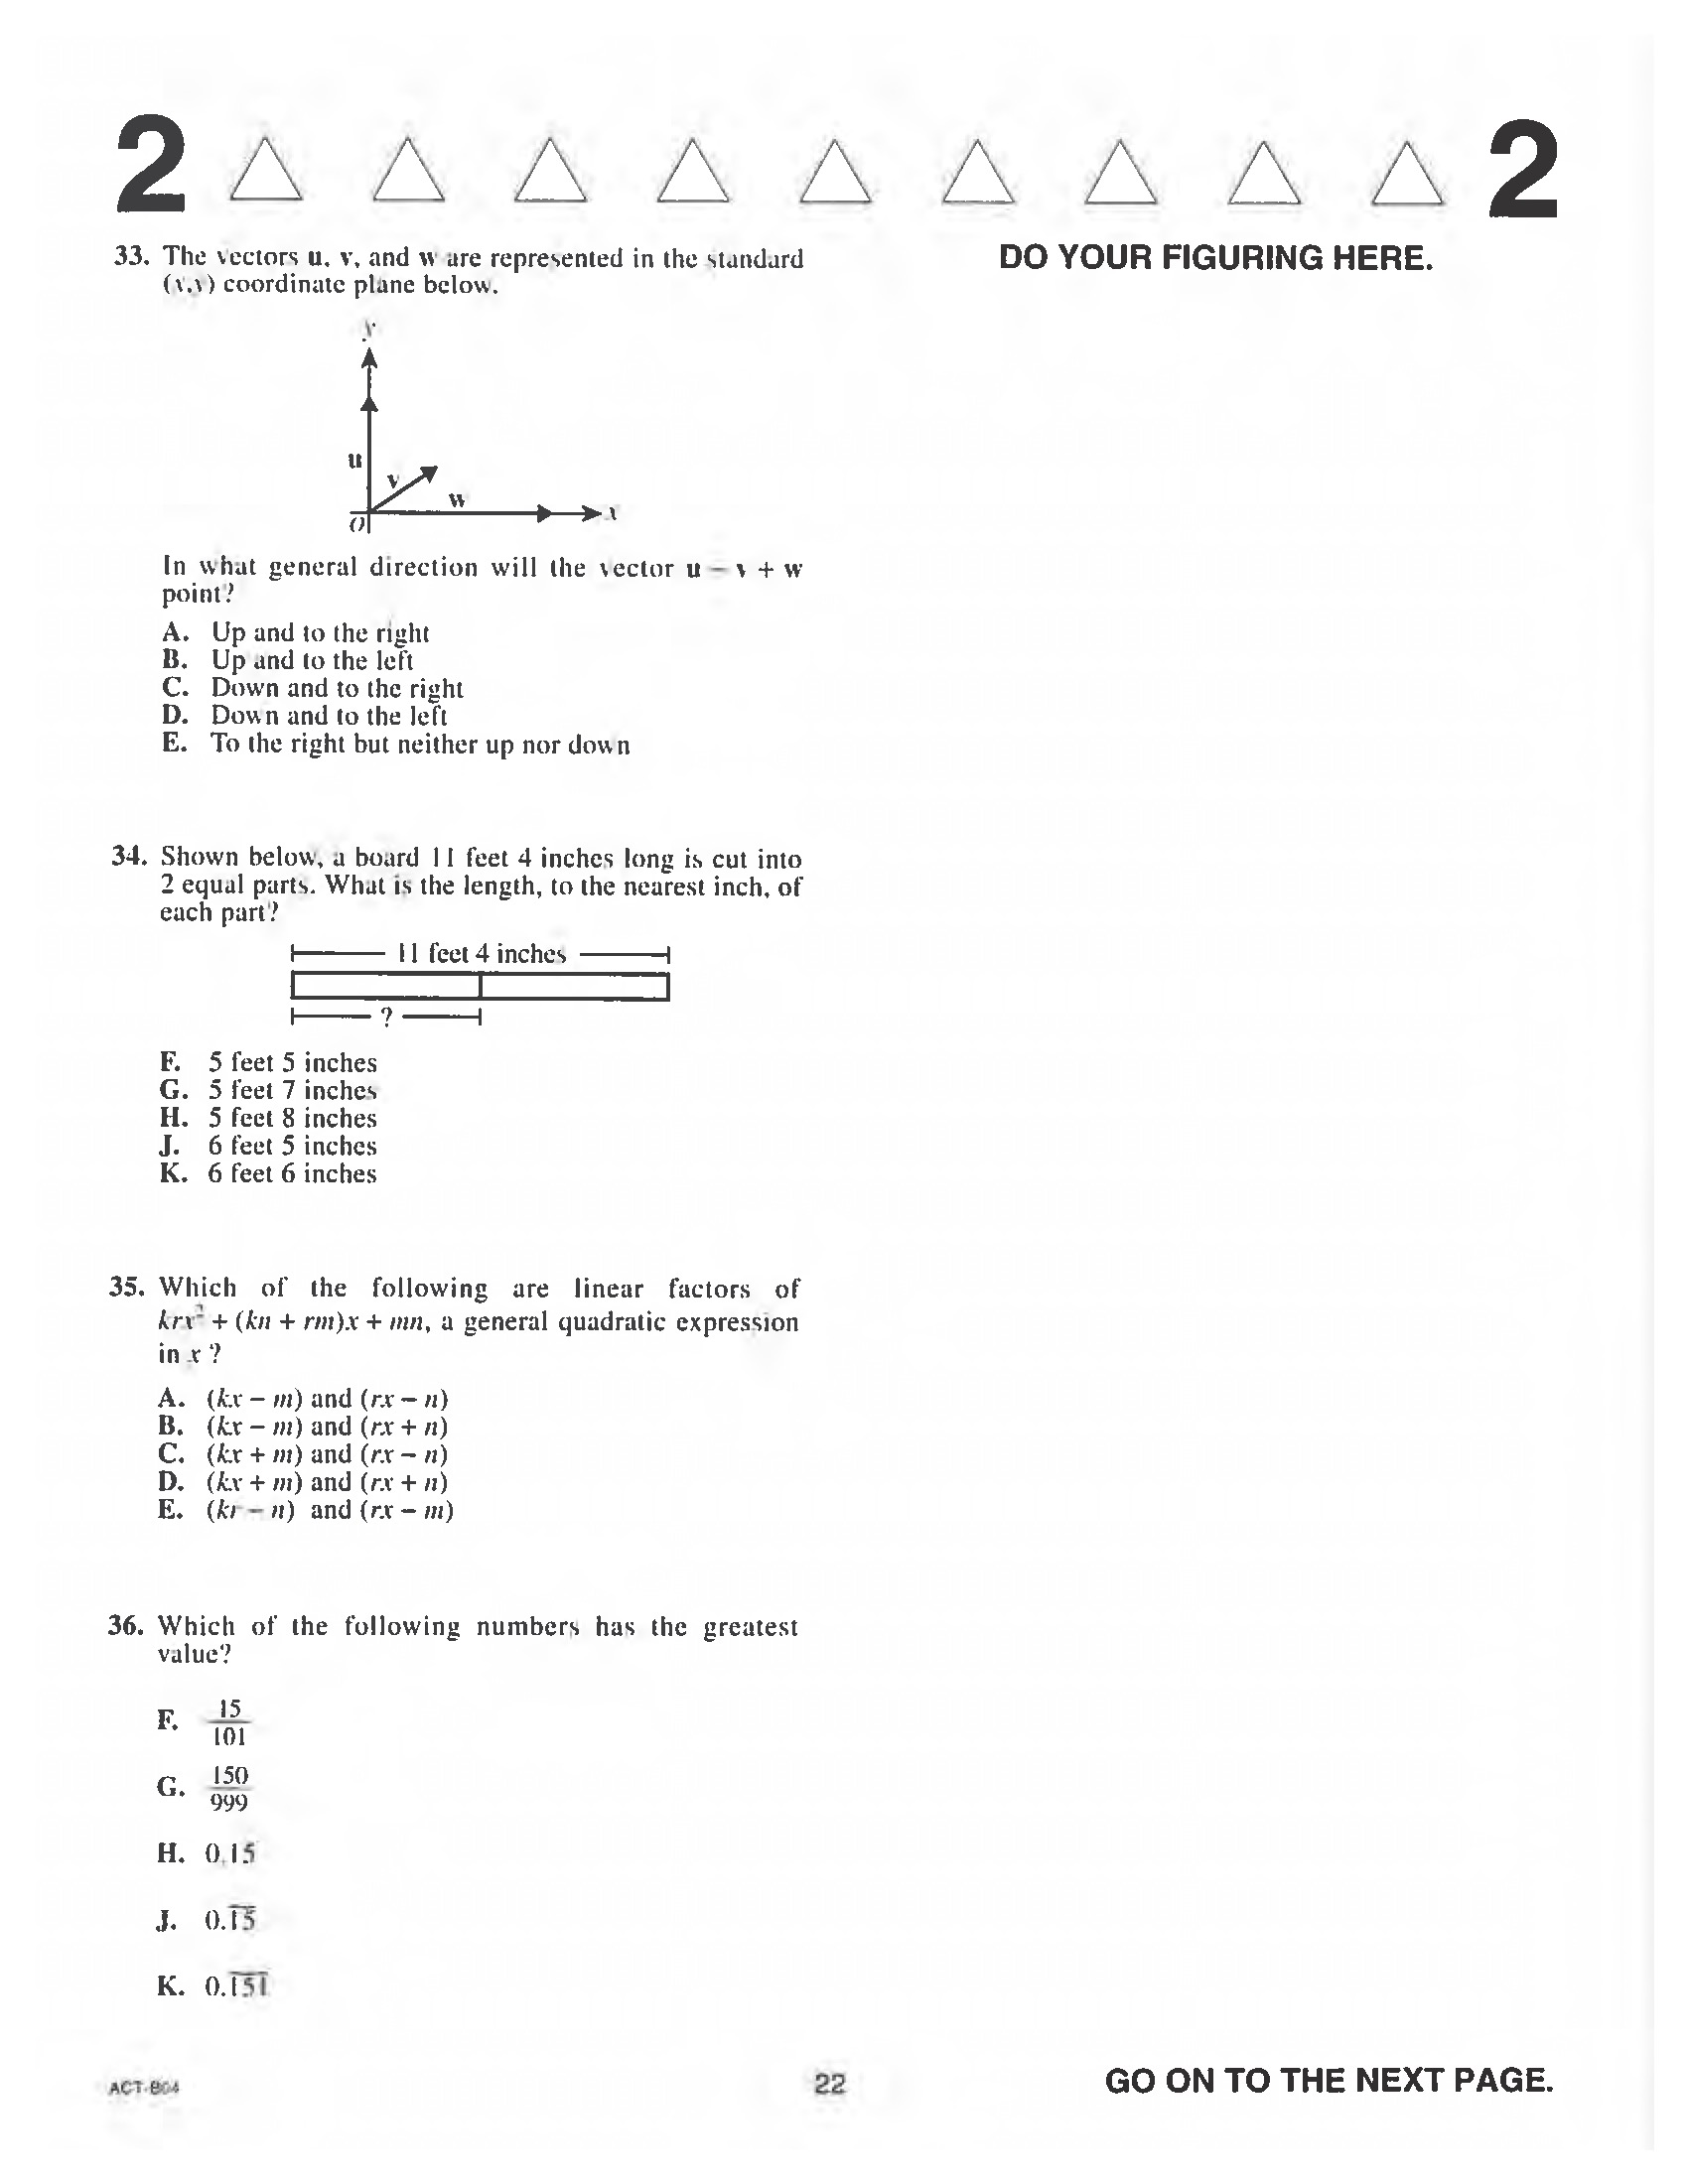 2 2
33. The vectors u, v, and w are represented in the standard
(x,y) coordinate plane below.
DO YOUR FIGURING HERE.
y
u
v
w
O
x
In what general direction will the vector u − v + w
point?
A. Up and to the right
B. Up and to the left
C. Down and to the right
D. Down and to the left
E. To the right but neither up nor down
34. Shown below, a board 11 feet 4 inches long is cut into
2 equal parts. What is the length, to the nearest inch, of
each part?
11 feet 4 inches
?
F. 5 feet 5 inches
G. 5 feet 7 inches
H. 5 feet 8 inches
J. 6 feet 5 inches
K. 6 feet 6 inches
35. Which of the following are linear factors of
krx² + (kn + rm)x + mn, a general quadratic expression
in x ?
A. (kx − m) and (rx − n)
B. (kx − m) and (rx + n)
C. (kx + m) and (rx − n)
D. (kx + m) and (rx + n)
E. (kr − n) and (rx − m)
36. Which of the following numbers has the greatest
value?
F. 15/101
G. 150/999
H. 0.15
J. 0.1̅5̅
K. 0.1̅5̅1̅
ACT-B04
22
GO ON TO THE NEXT PAGE.